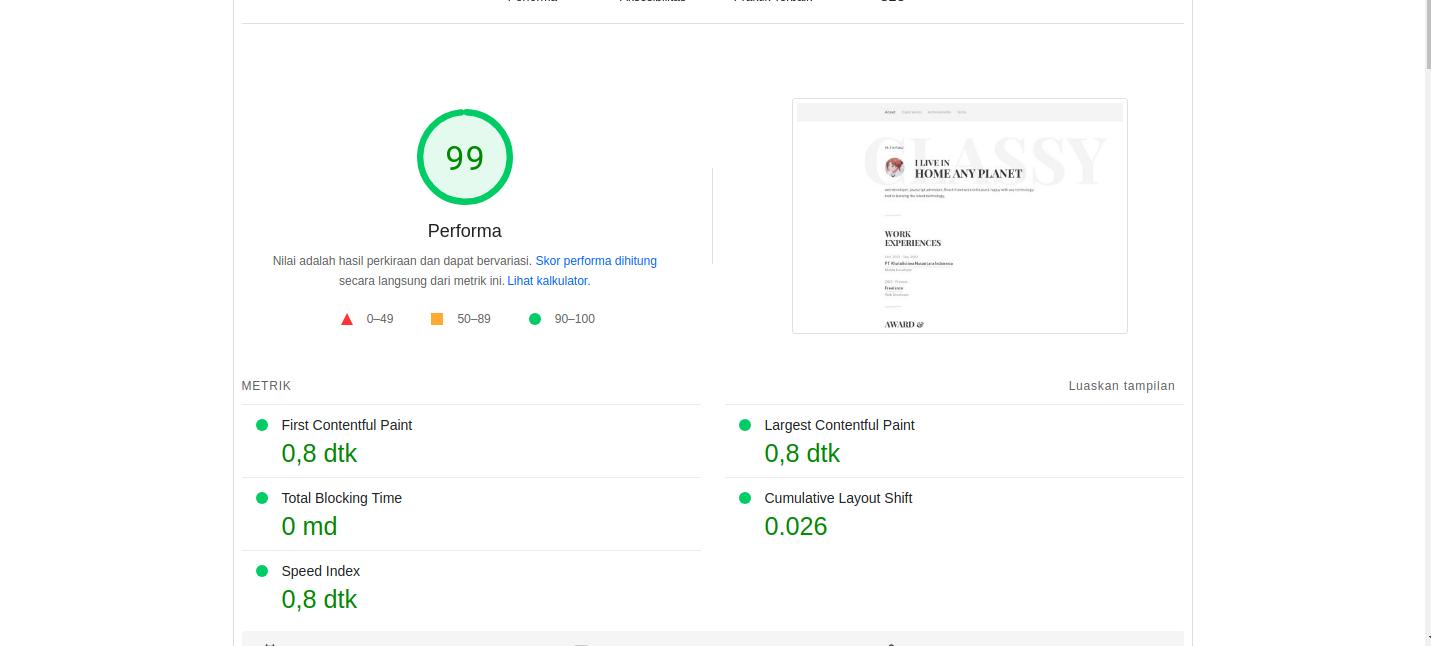 99
Performa
Nilai adalah hasil perkiraan dan dapat bervariasi. Skor performa dihitung
secara langsung dari metrik ini. Lihat kalkulator.
0–49 50–89 90–100
CLASSY
I LIVE IN
HOME ANY PLANET
WORK
EXPERIENCES
Freelance
AWARD &
METRIK
Luaskan tampilan
First Contentful Paint
0,8 dtk
Largest Contentful Paint
0,8 dtk
Total Blocking Time
0 md
Cumulative Layout Shift
0.026
Speed Index
0,8 dtk